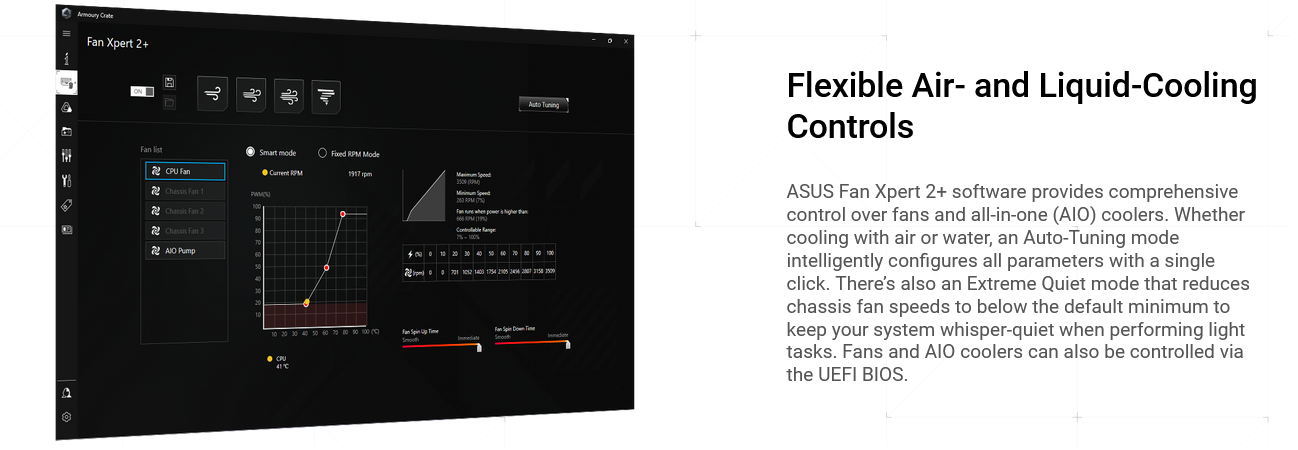 Armoury Crate
Fan Xpert 2+
ON
Auto Tuning
Fan list
CPU Fan
Chassis Fan 1
Chassis Fan 2
Chassis Fan 3
AIO Pump
Smart mode
Fixed RPM Mode
Current RPM
1917 rpm
PWM(%)
100
90
80
70
60
50
40
30
20
10 20 30 40 50 60 70 80 90 100 (°C)
CPU
41 °C
Maximum Speed:
3509 (RPM)
Minimum Speed:
263 RPM (7%)
Fan runs when power is higher than:
666 RPM (19%)
Controllable Range:
7% ~ 100%
(%) 0 10 20 30 40 50 60 70 80 90 100
(rpm) 0 0 701 1052 1403 1754 2105 2456 2807 3158 3509
Fan Spin Up Time
Smooth Immediate
Fan Spin Down Time
Smooth Immediate
Flexible Air- and Liquid-Cooling
Controls
ASUS Fan Xpert 2+ software provides comprehensive
control over fans and all-in-one (AIO) coolers. Whether
cooling with air or water, an Auto-Tuning mode
intelligently configures all parameters with a single
click. There’s also an Extreme Quiet mode that reduces
chassis fan speeds to below the default minimum to
keep your system whisper-quiet when performing light
tasks. Fans and AIO coolers can also be controlled via
the UEFI BIOS.